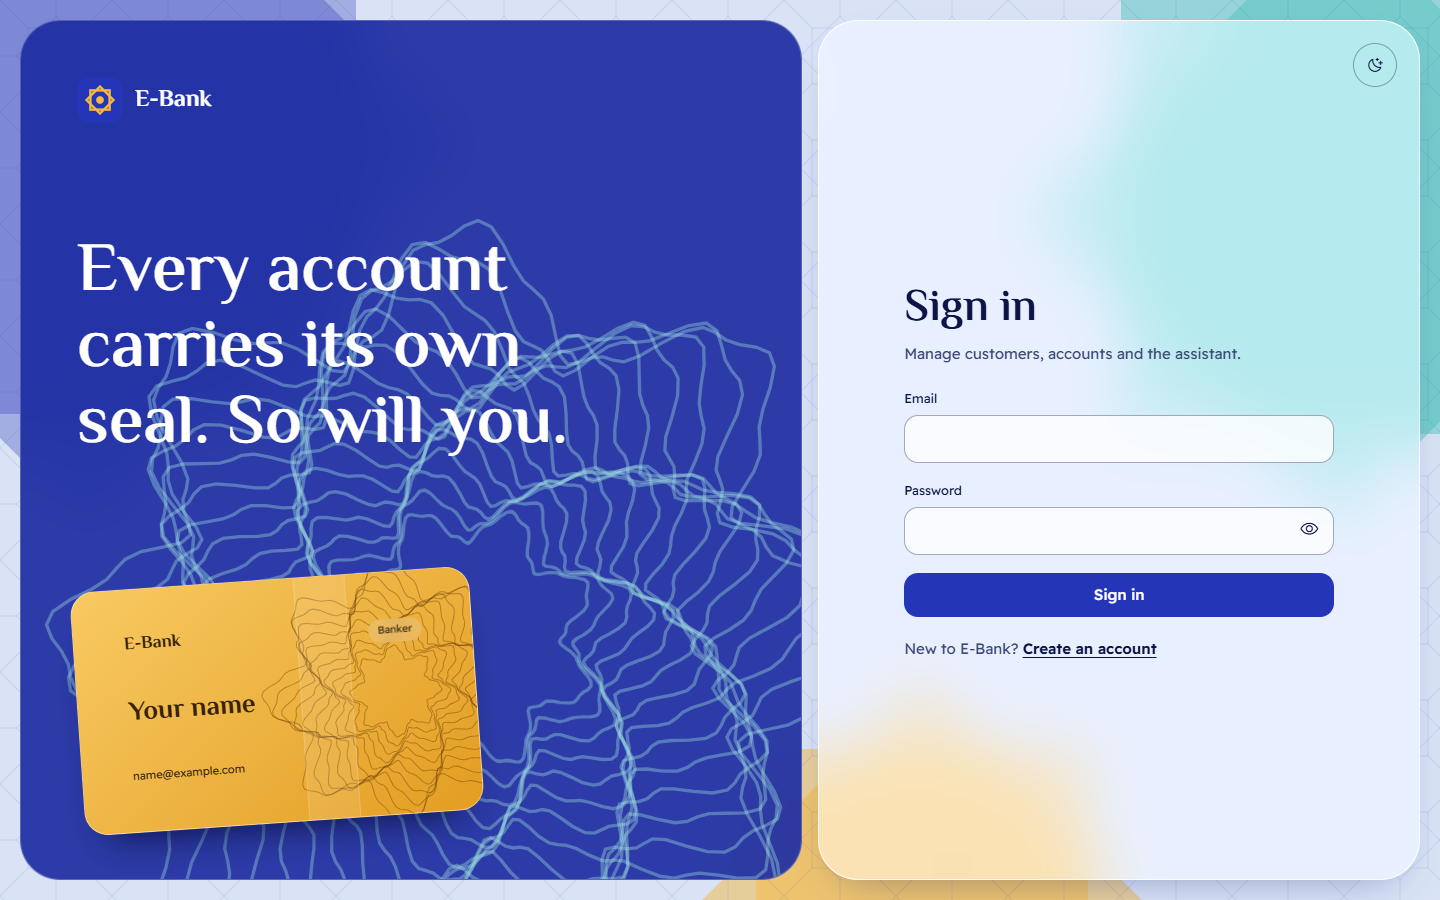 E-Bank
Every account
carries its own
seal. So will you.
Banker
E-Bank
Your name
name@example.com
Sign in
Manage customers, accounts and the assistant.
Email
Password
Sign in
New to E-Bank? Create an account